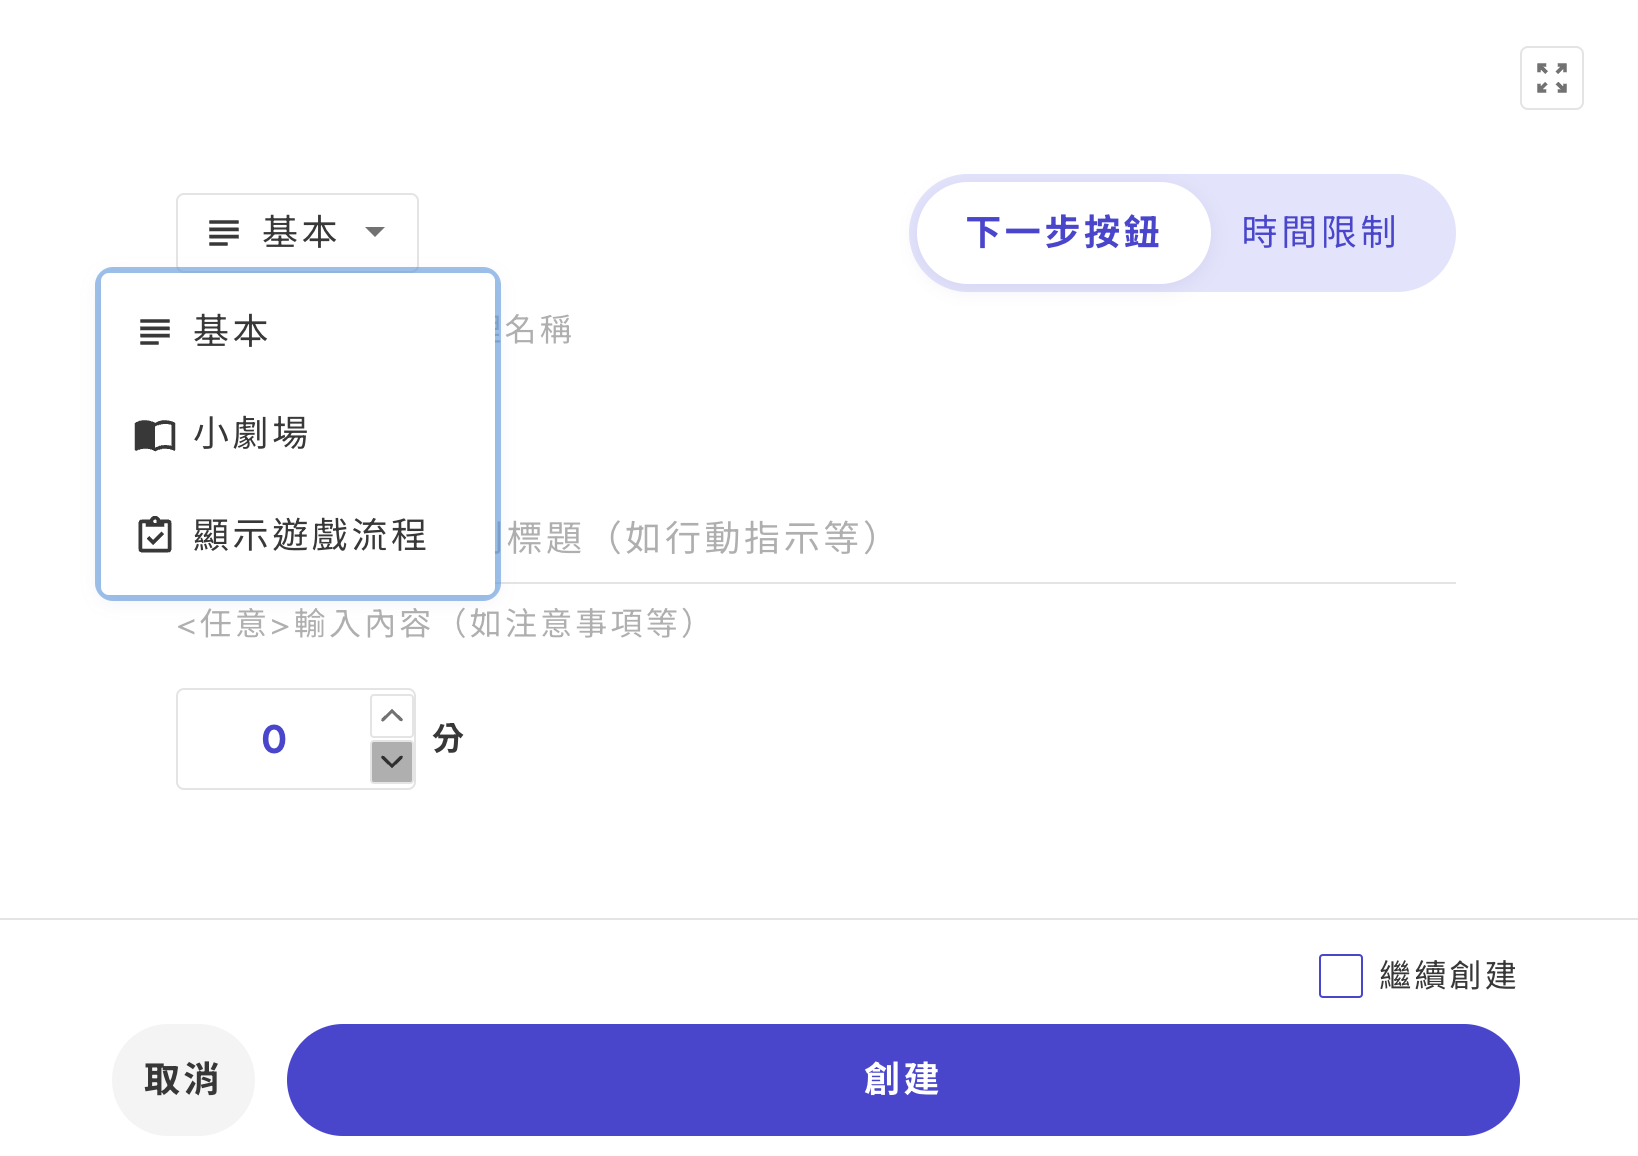 基本
下一步按鈕
時間限制
基本
名稱
小劇場
顯示遊戲流程
標題（如行動指示等）
<任意>輸入內容（如注意事項等）
0
分
繼續創建
取消
創建